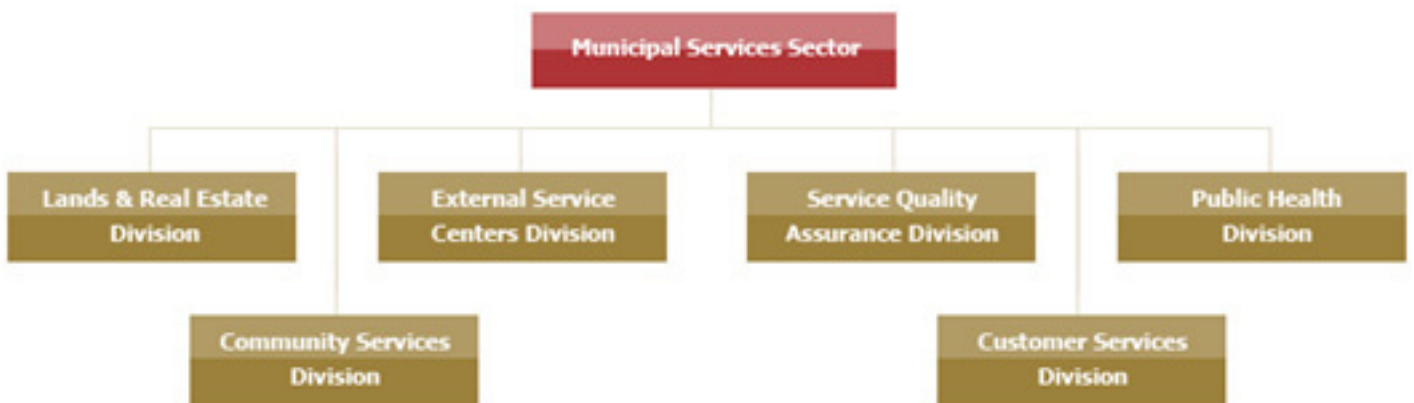 Municipal Services Sector
Lands & Real Estate
Division
External Service
Centers Division
Service Quality
Assurance Division
Public Health
Division
Community Services
Division
Customer Services
Division